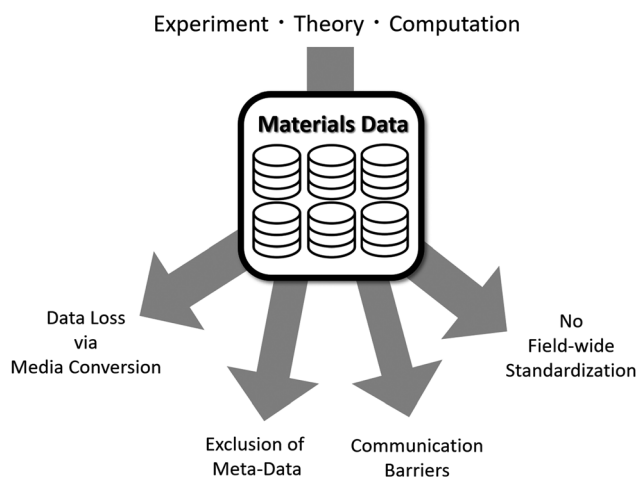 Experiment・Theory・Computation
Materials Data
Data Loss
via
Media Conversion
No
Field-wide
Standardization
Exclusion of
Meta-Data
Communication
Barriers